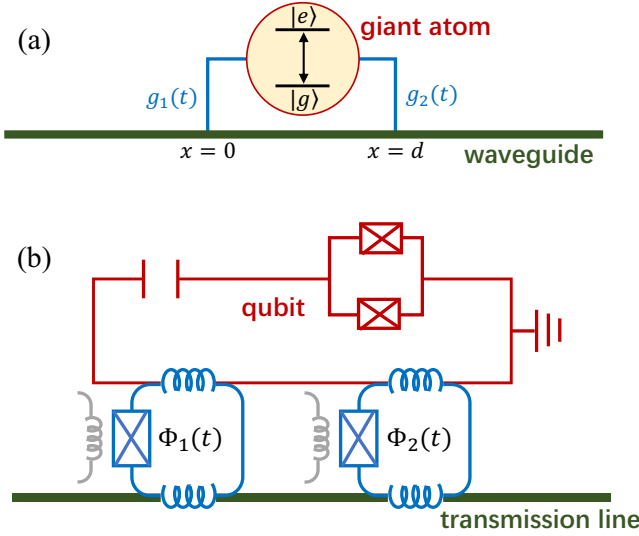 (a)
|e⟩
giant atom
g₁(t)
|g⟩
g₂(t)
x = 0
x = d
waveguide
(b)
qubit
Φ₁(t)
Φ₂(t)
transmission line